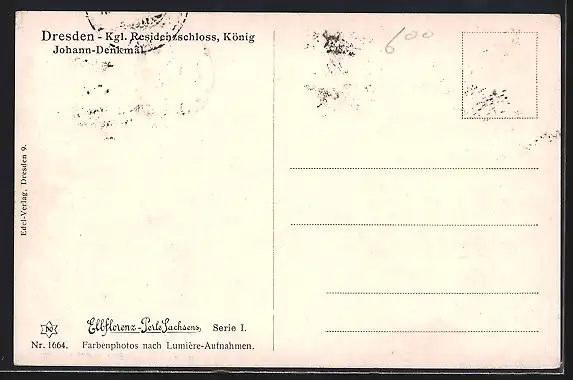 Dresden - Kgl. Residenzschloss, König
Johann-Denkmal.
600
Edel-Verlag, Dresden 9.
N
Elbflorenz-Perle Sachsens, Serie I.
Nr. 1664. Farbenphotos nach Lumière-Aufnahmen.